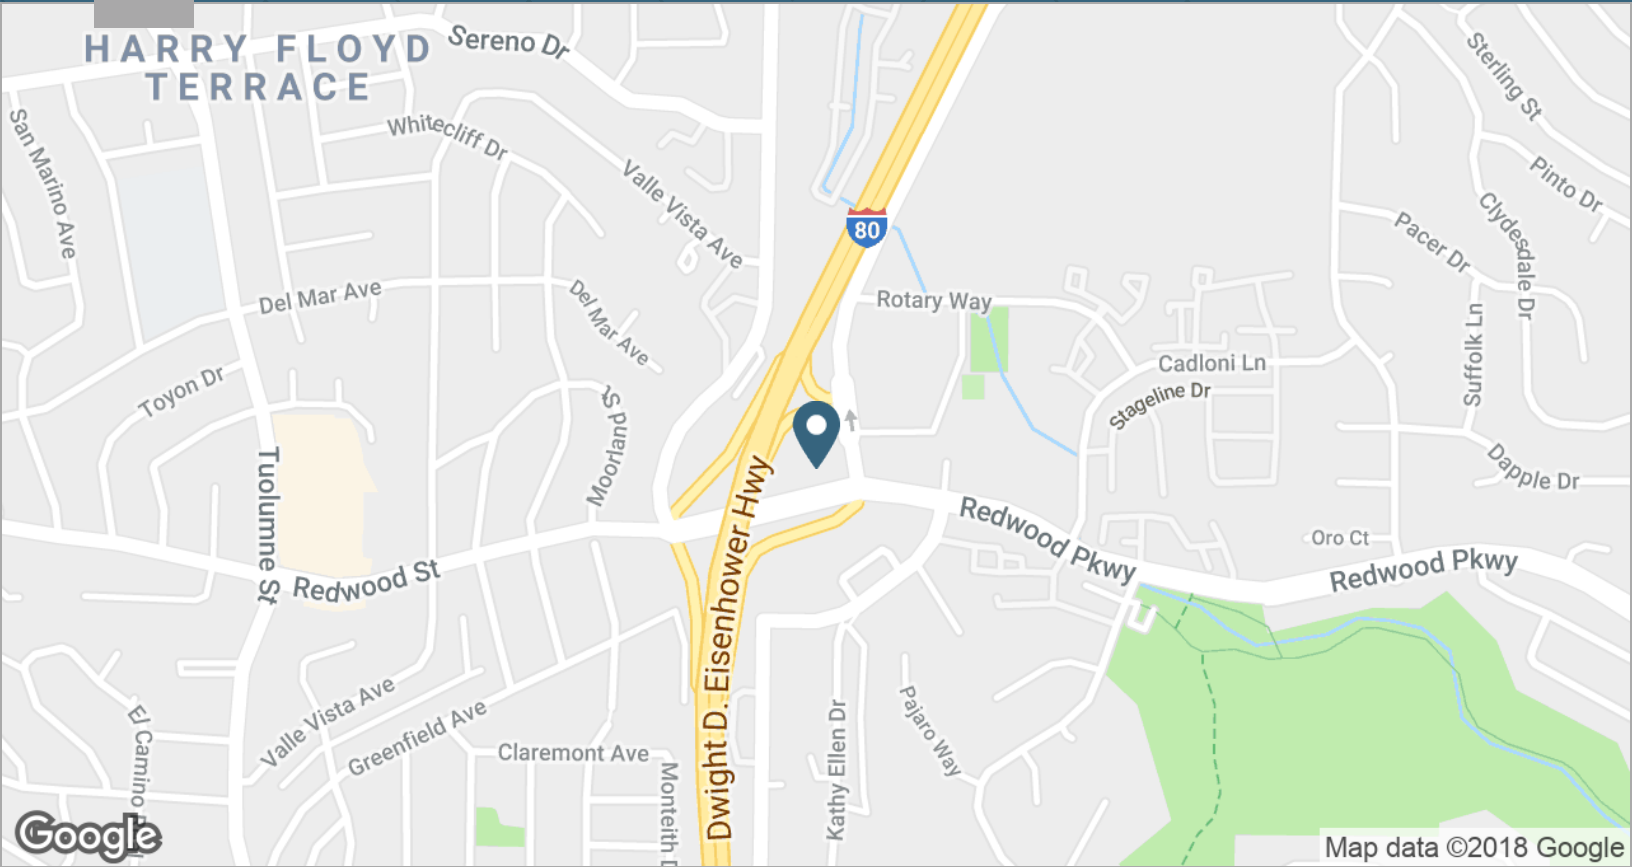 HARRY FLOYD
TERRACE
Sereno Dr
San Marino Ave
Whitecliff Dr
Valle Vista Ave
80
Sterling St
Pinto Dr
Clydesdale Dr
Pacer Dr
Del Mar Ave
Del Mar Ave
Rotary Way
Suffolk Ln
Cadloni Ln
Stageline Dr
Toyon Dr
Moorland St
Tuolumne St
Dwight D. Eisenhower Hwy
Dapple Dr
Redwood Pkwy
Oro Ct
Redwood Pkwy
Redwood St
Valle Vista Ave
Greenfield Ave
El Camino
Claremont Ave
Monteith
Kathy Ellen Dr
Pajaro Way
Google
Map data ©2018 Google